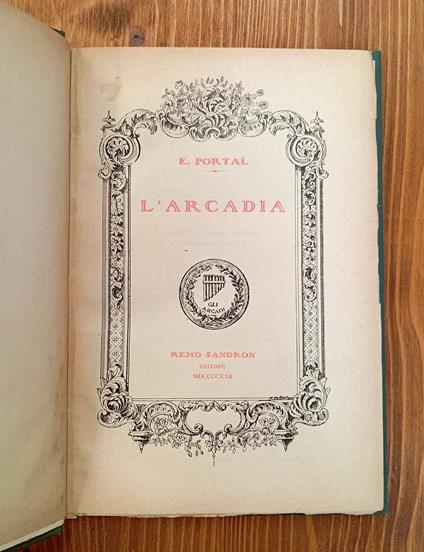 E. PORTAL
L'ARCADIA
GLI
ARCADI
REMO SANDRON
EDITORE
MDCCCCXXII